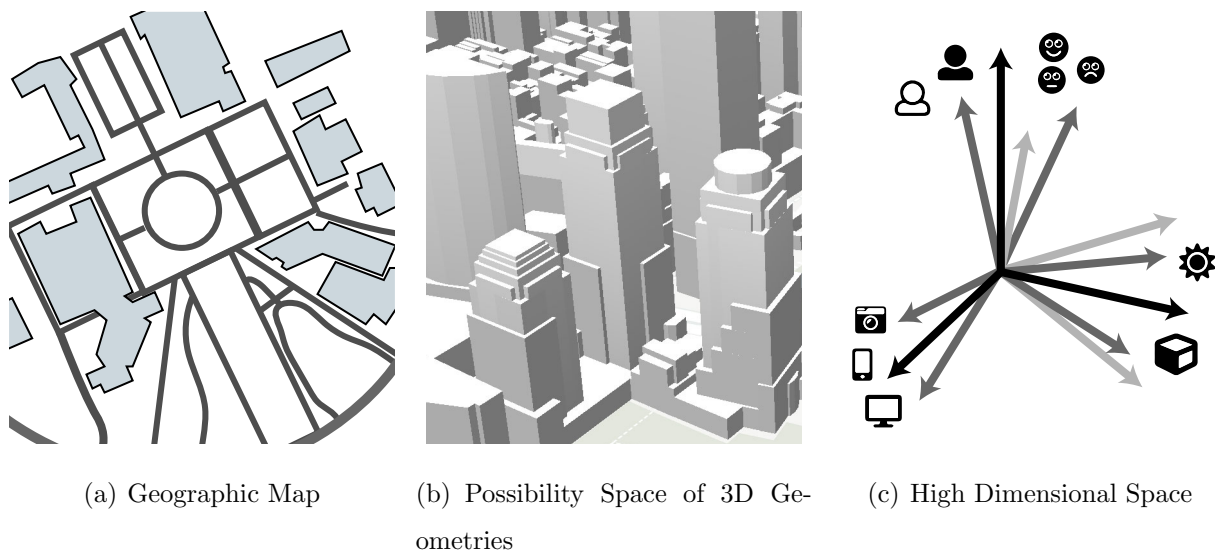 (a) Geographic Map
(b) Possibility Space of 3D Ge-
ometries
(c) High Dimensional Space